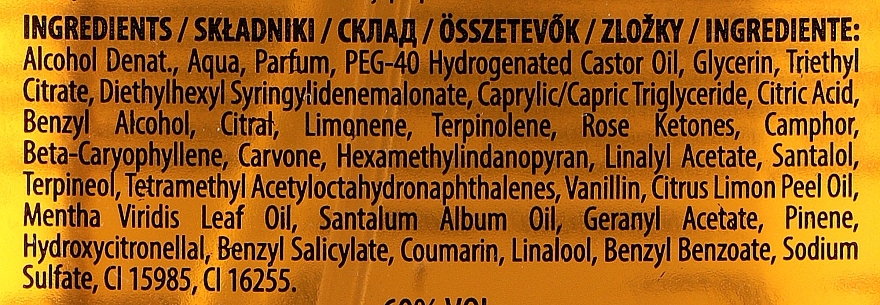 INGREDIENTS / SKŁADNIKI / СКЛАД / ÖSSZETEVŐK / ZLOŽKY / INGREDIENTE:
Alcohol Denat., Aqua, Parfum, PEG-40 Hydrogenated Castor Oil, Glycerin, Triethyl
Citrate, Diethylhexyl Syringylidenemalonate, Caprylic/Capric Triglyceride, Citric Acid,
Benzyl Alcohol, Citral, Limonene, Terpinolene, Rose Ketones, Camphor,
Beta-Caryophyllene, Carvone, Hexamethylindanopyran, Linalyl Acetate, Santalol,
Terpineol, Tetramethyl Acetyloctahydronaphthalenes, Vanillin, Citrus Limon Peel Oil,
Mentha Viridis Leaf Oil, Santalum Album Oil, Geranyl Acetate, Pinene,
Hydroxycitronellal, Benzyl Salicylate, Coumarin, Linalool, Benzyl Benzoate, Sodium
Sulfate, CI 15985, CI 16255.